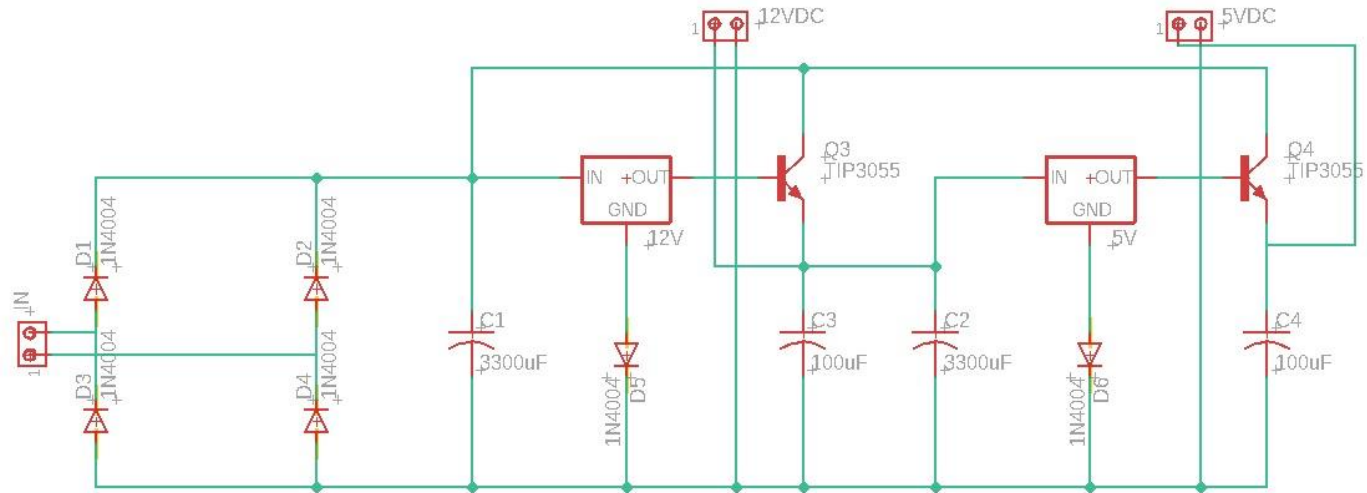 12VDC
1
5VDC
1
Q3
TIP3055
Q4
TIP3055
IN
OUT
GND
12V
IN
OUT
GND
5V
D1
1N4004
D2
1N4004
IN
1
D3
1N4004
D4
1N4004
C1
3300uF
1N4004
D5
C3
100uF
C2
3300uF
1N4004
D6
C4
100uF